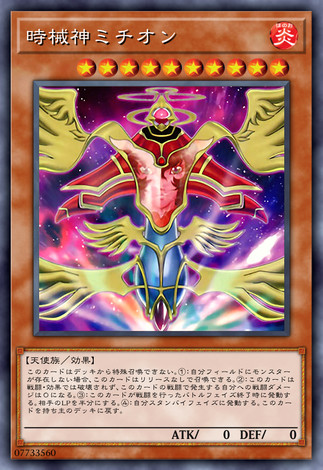 時械神ミチオン
炎
【天使族／効果】
このカードはデッキから特殊召喚できない。①:自分フィールドにモンスター
が存在しない場合、このカードはリリースなしで召喚できる。②:このカードは
戦闘・効果では破壊されず、このカードの戦闘で発生する自分への戦闘ダメー
ジは0になる。③:このカードが戦闘を行ったバトルフェイズ終了時に発動す
る。相手のLPを半分にする。④:自分スタンバイフェイズに発動する。このカー
ドを持ち主のデッキに戻す。
ATK/ 0 DEF/ 0
07733560